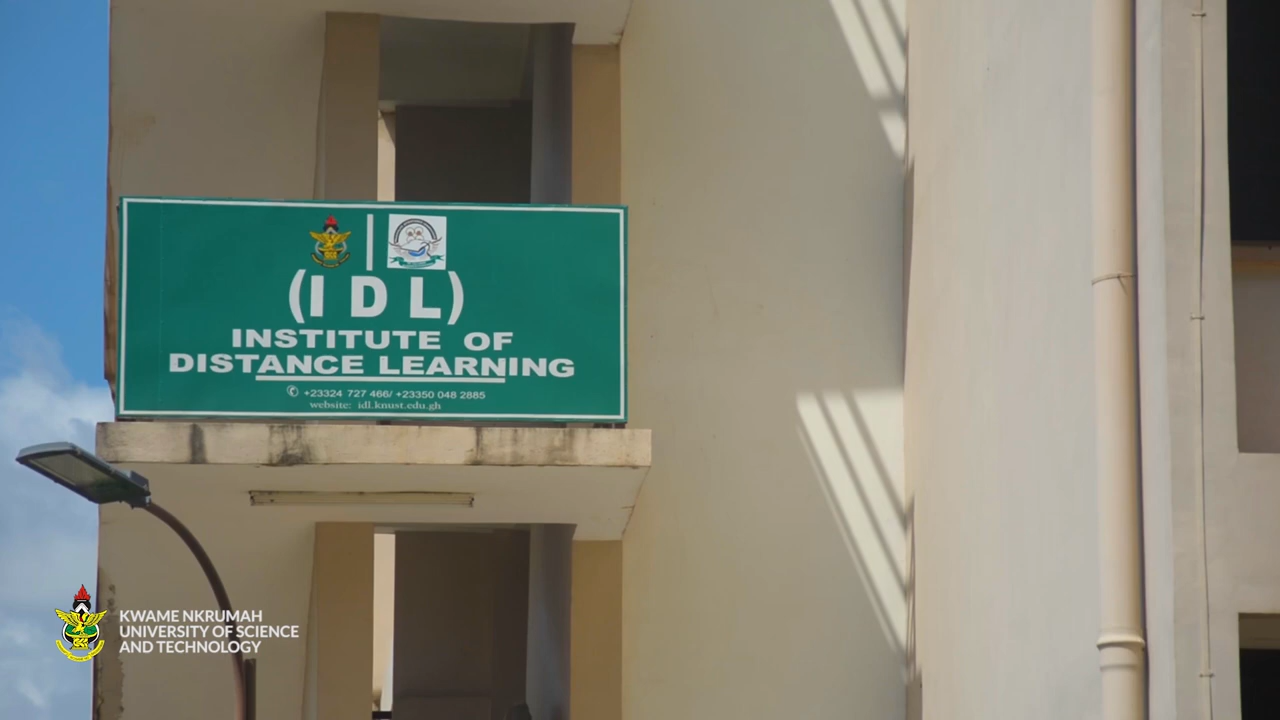 (I D L)
INSTITUTE OF
DISTANCE LEARNING
+23324 727 466/ +23350 048 2885
website: idl.knust.edu.gh
KWAME NKRUMAH
UNIVERSITY OF SCIENCE
AND TECHNOLOGY